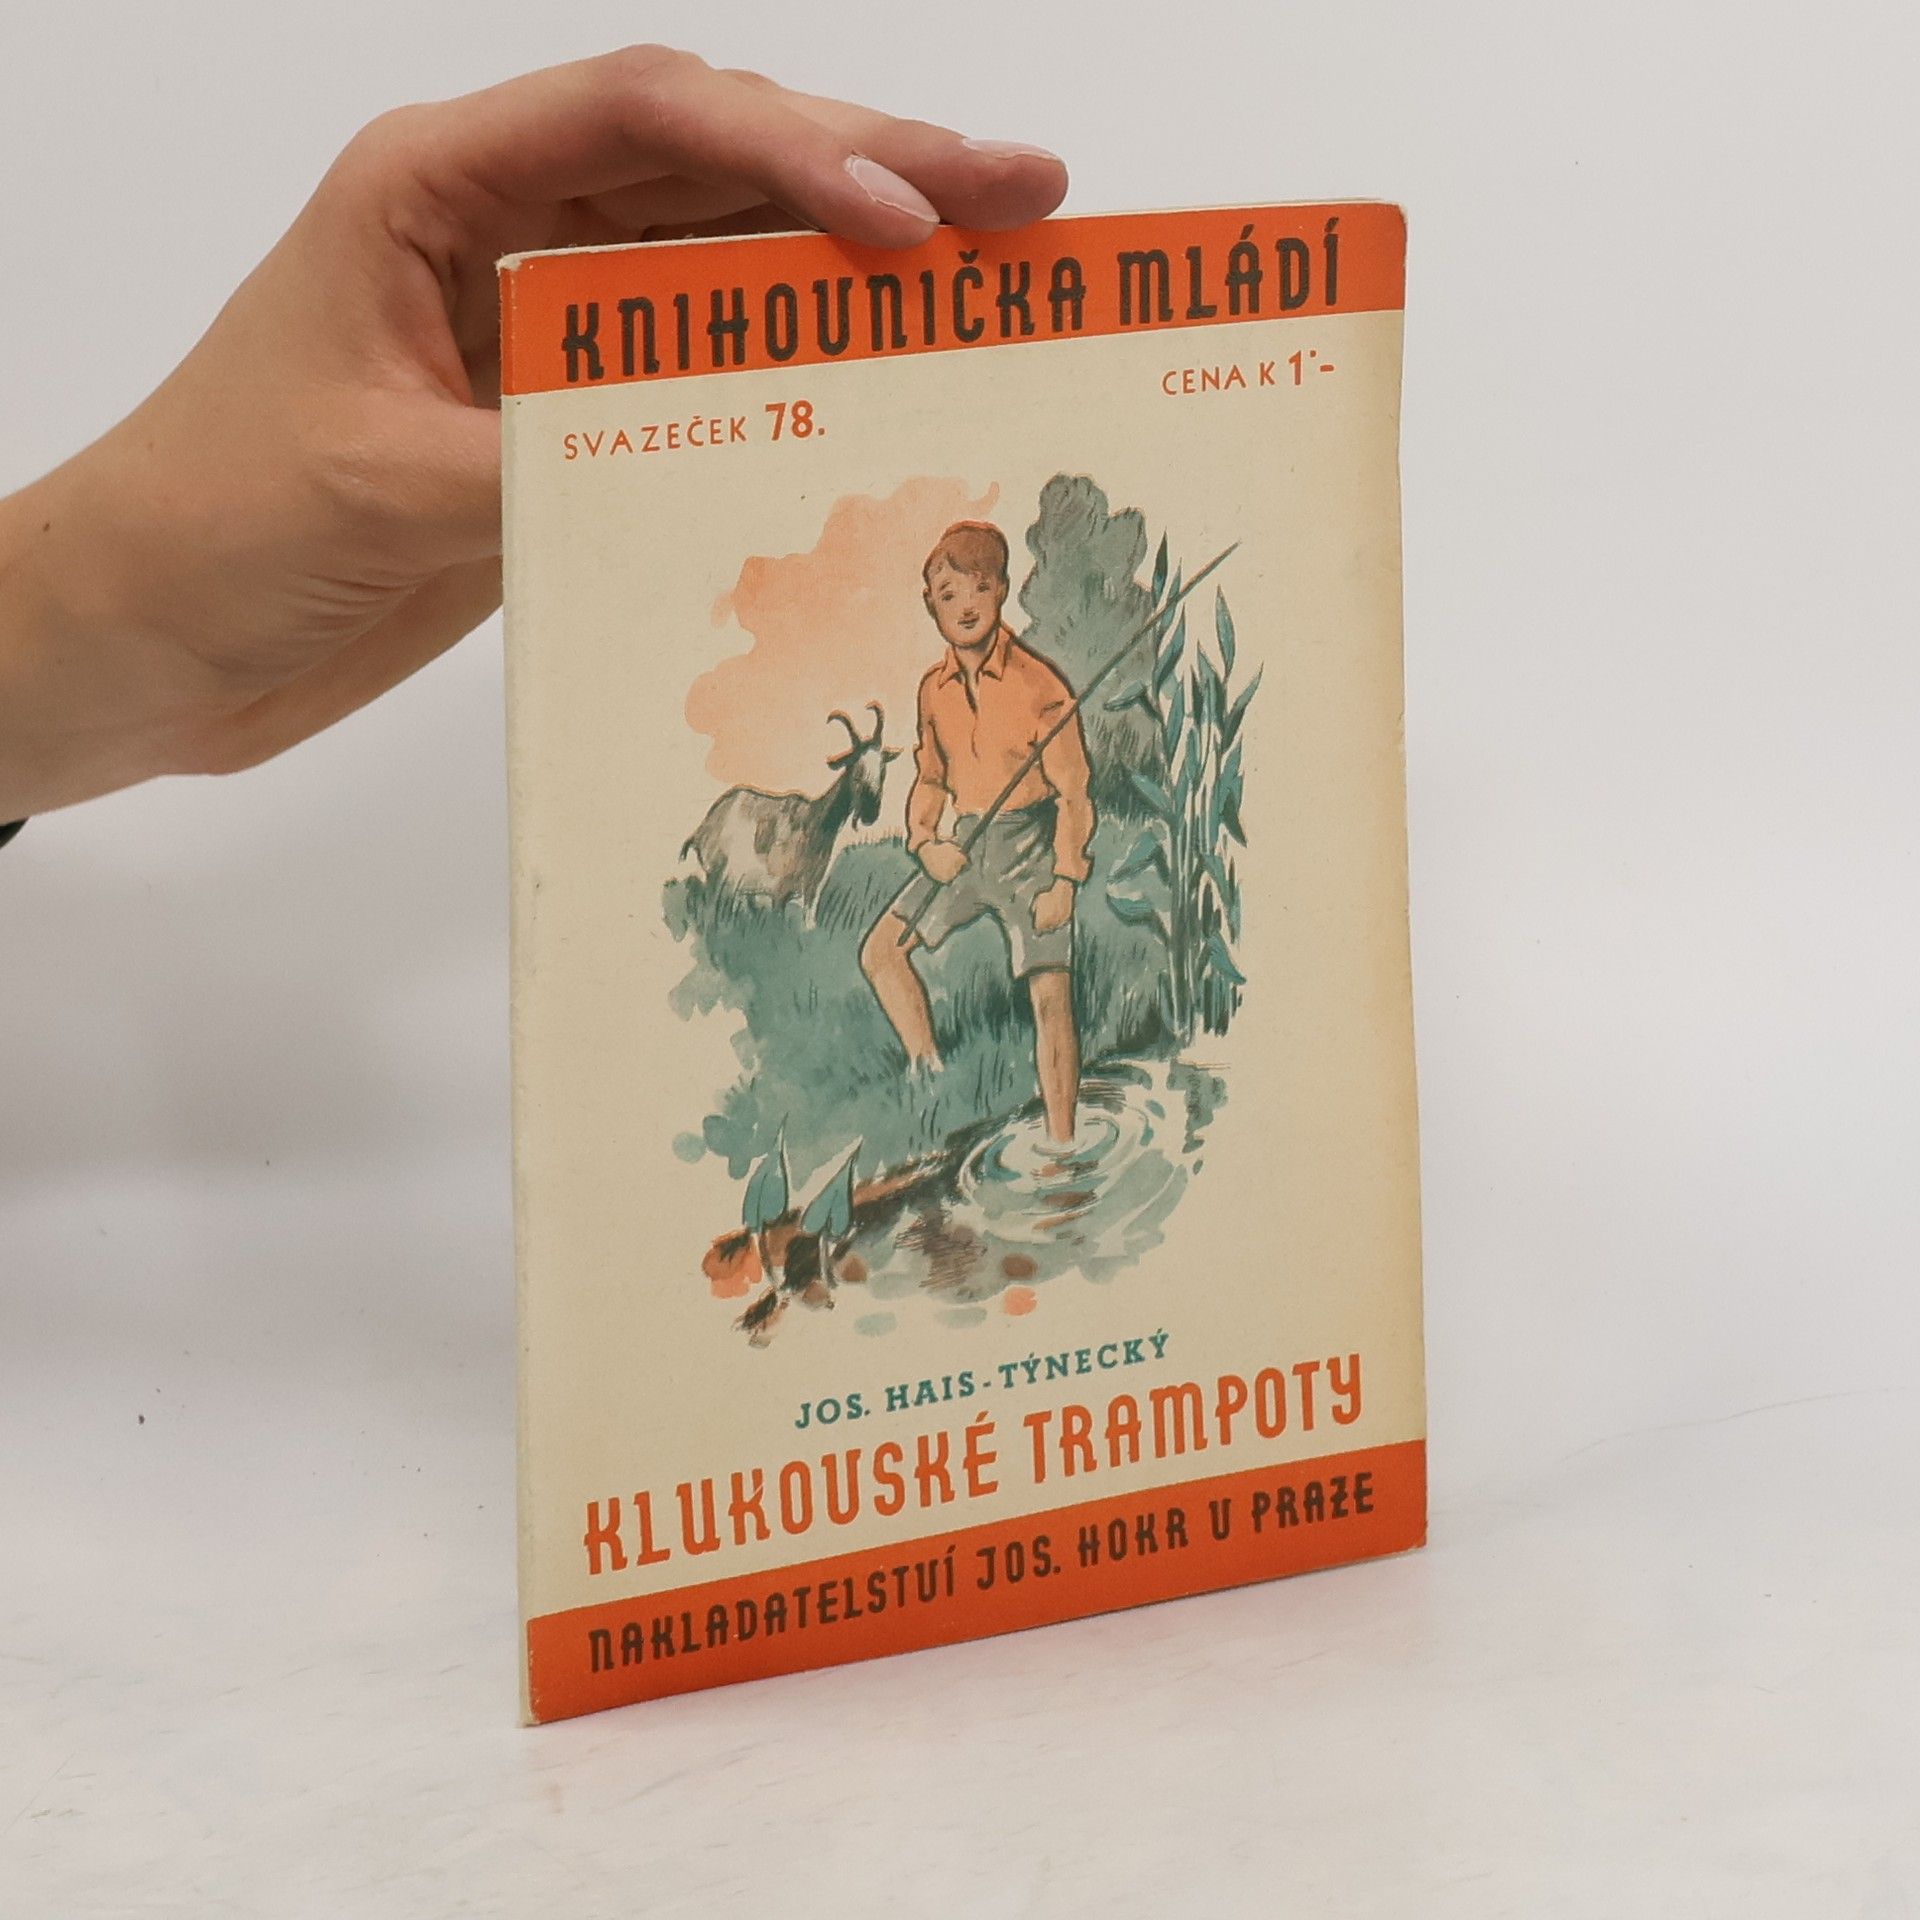 KNIHOVNIČKA MLÁDÍ
SVAZEČEK 78.
CENA K 1·-
JOS. HAIS-TÝNECKÝ
KLUKOVSKÉ TRAMPOTY
NAKLADATELSTVÍ JOS. HOKR V PRAZE